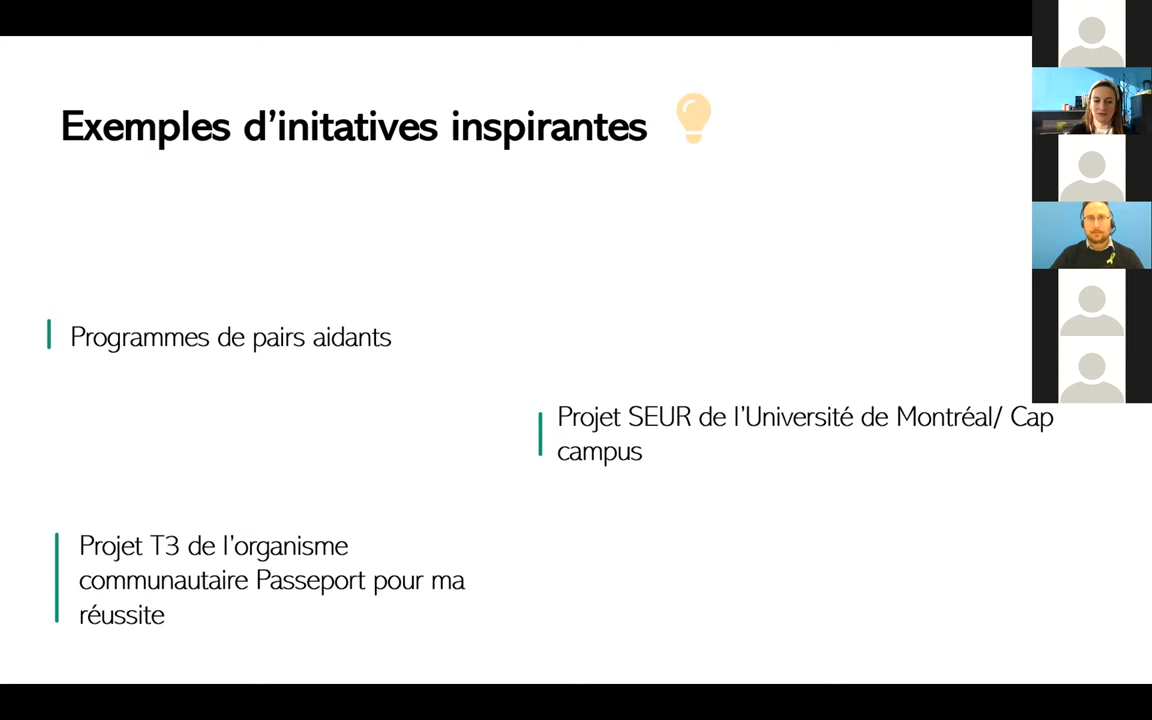 Exemples d’initatives inspirantes
Programmes de pairs aidants
Projet SEUR de l’Université de Montréal/ Cap
campus
Projet T3 de l’organisme
communautaire Passeport pour ma
réussite